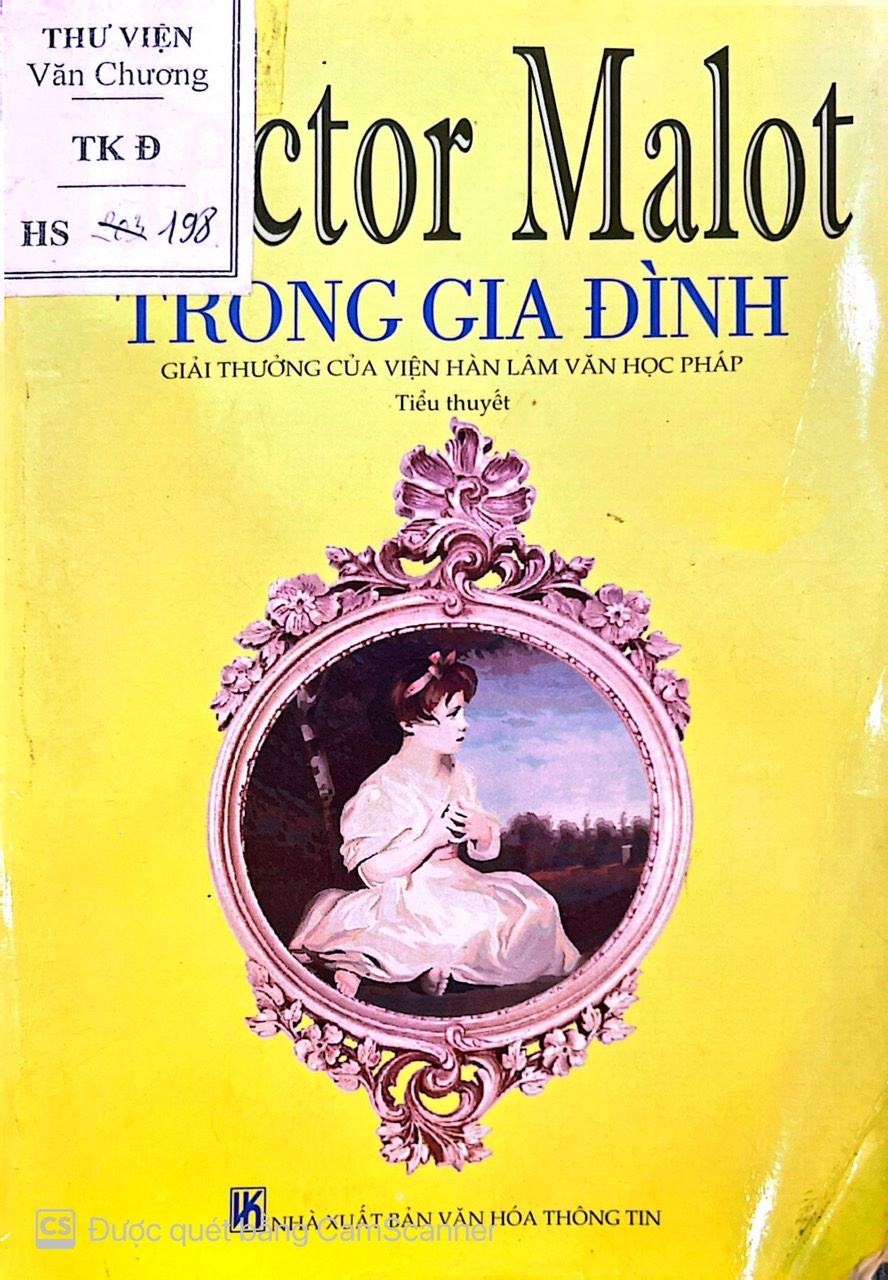 THƯ VIỆN
Văn Chương
TK Đ
HS 198
ctor Malot
TRONG GIA ĐÌNH
GIẢI THƯỞNG CỦA VIỆN HÀN LÂM VĂN HỌC PHÁP
Tiểu thuyết
NHÀ XUẤT BẢN VĂN HÓA THÔNG TIN
CS Được quét bằng CamScanner